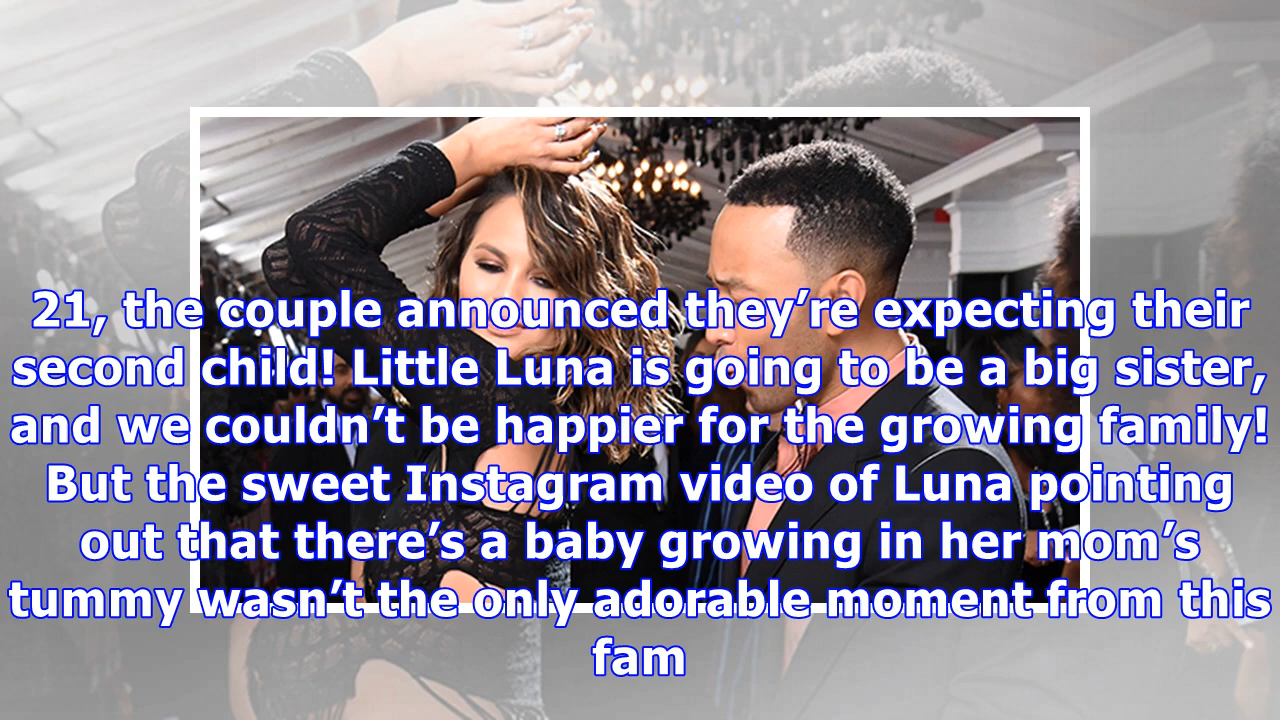 21, the couple announced they’re expecting their
second child! Little Luna is going to be a big sister,
and we couldn’t be happier for the growing family!
But the sweet Instagram video of Luna pointing
out that there’s a baby growing in her mom’s
tummy wasn’t the only adorable moment from this
fam